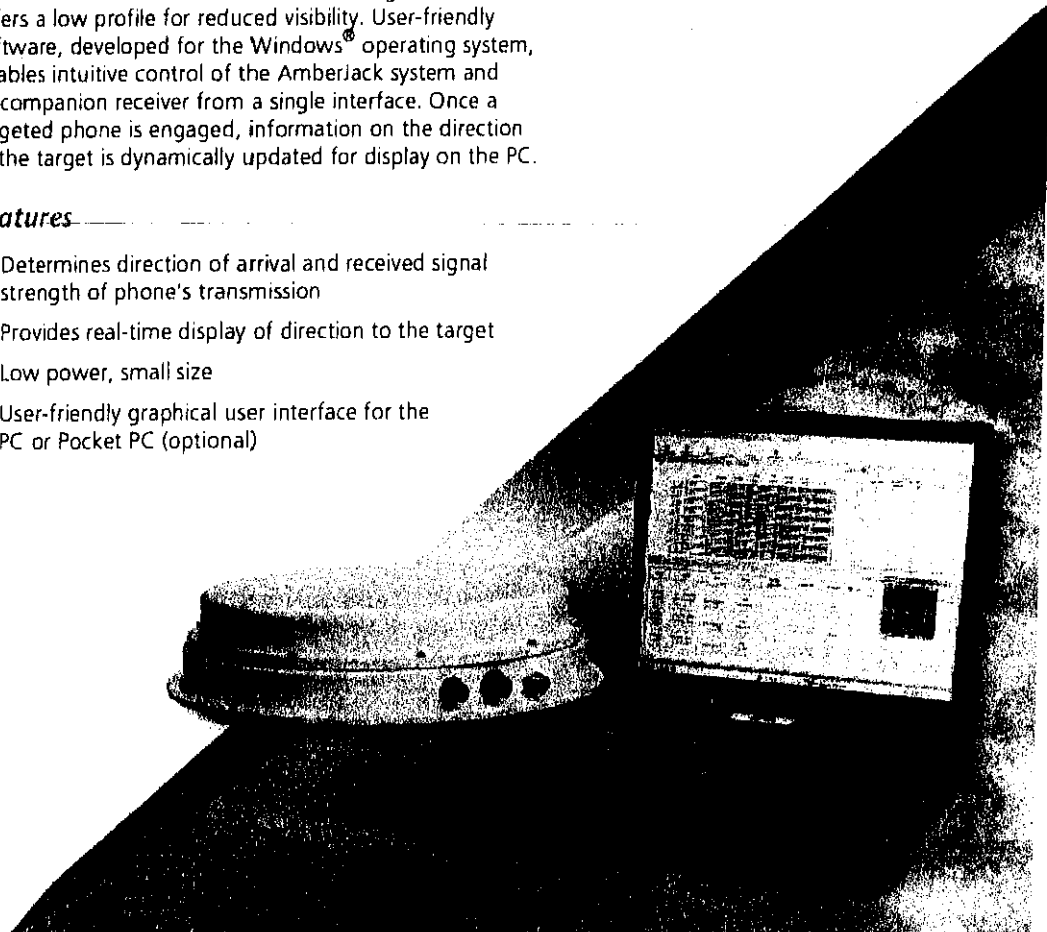 ers a low profile for reduced visibility. User-friendly
tware, developed for the Windows® operating system,
ables intuitive control of the AmberJack system and
companion receiver from a single interface. Once a
geted phone is engaged, information on the direction
the target is dynamically updated for display on the PC.
atures
Determines direction of arrival and received signal
strength of phone's transmission
Provides real-time display of direction to the target
Low power, small size
User-friendly graphical user interface for the
PC or Pocket PC (optional)